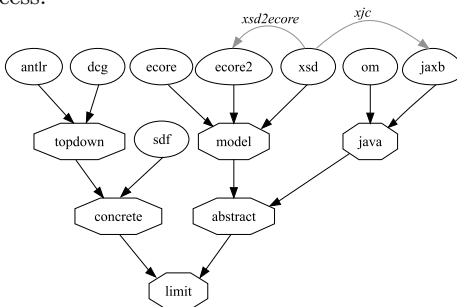 cess:
xsd2ecore
xjc
antlr
dcg
ecore
ecore2
xsd
om
jaxb
topdown
sdf
model
java
concrete
abstract
limit